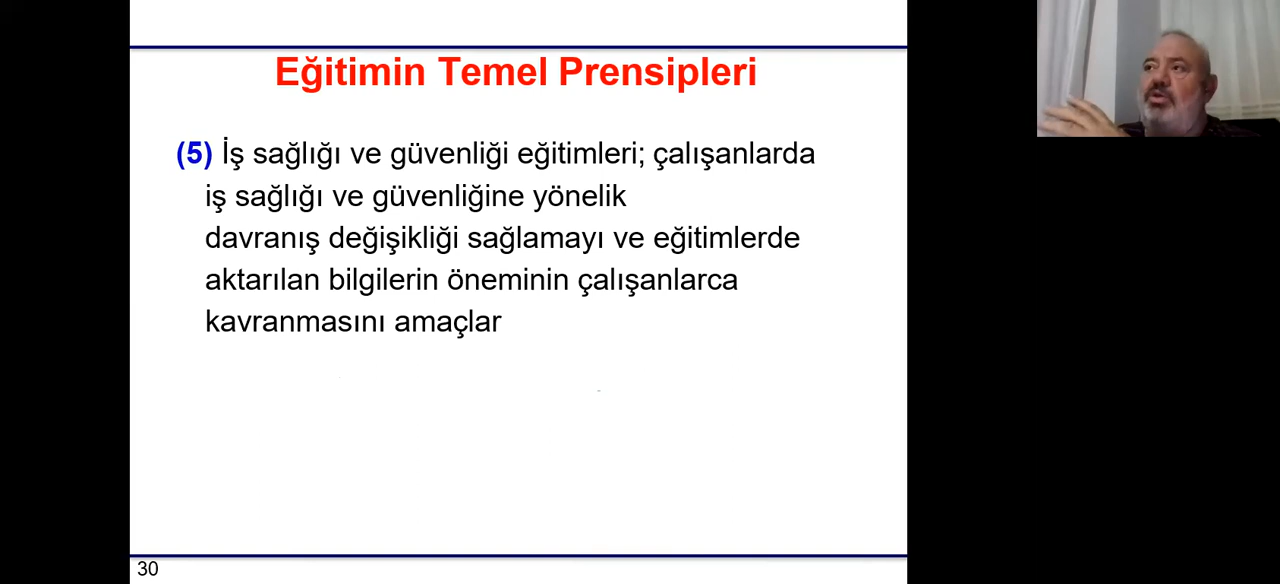 Eğitimin Temel Prensipleri
(5) İş sağlığı ve güvenliği eğitimleri; çalışanlarda
iş sağlığı ve güvenliğine yönelik
davranış değişikliği sağlamayı ve eğitimlerde
aktarılan bilgilerin öneminin çalışanlarca
kavranmasını amaçlar
30